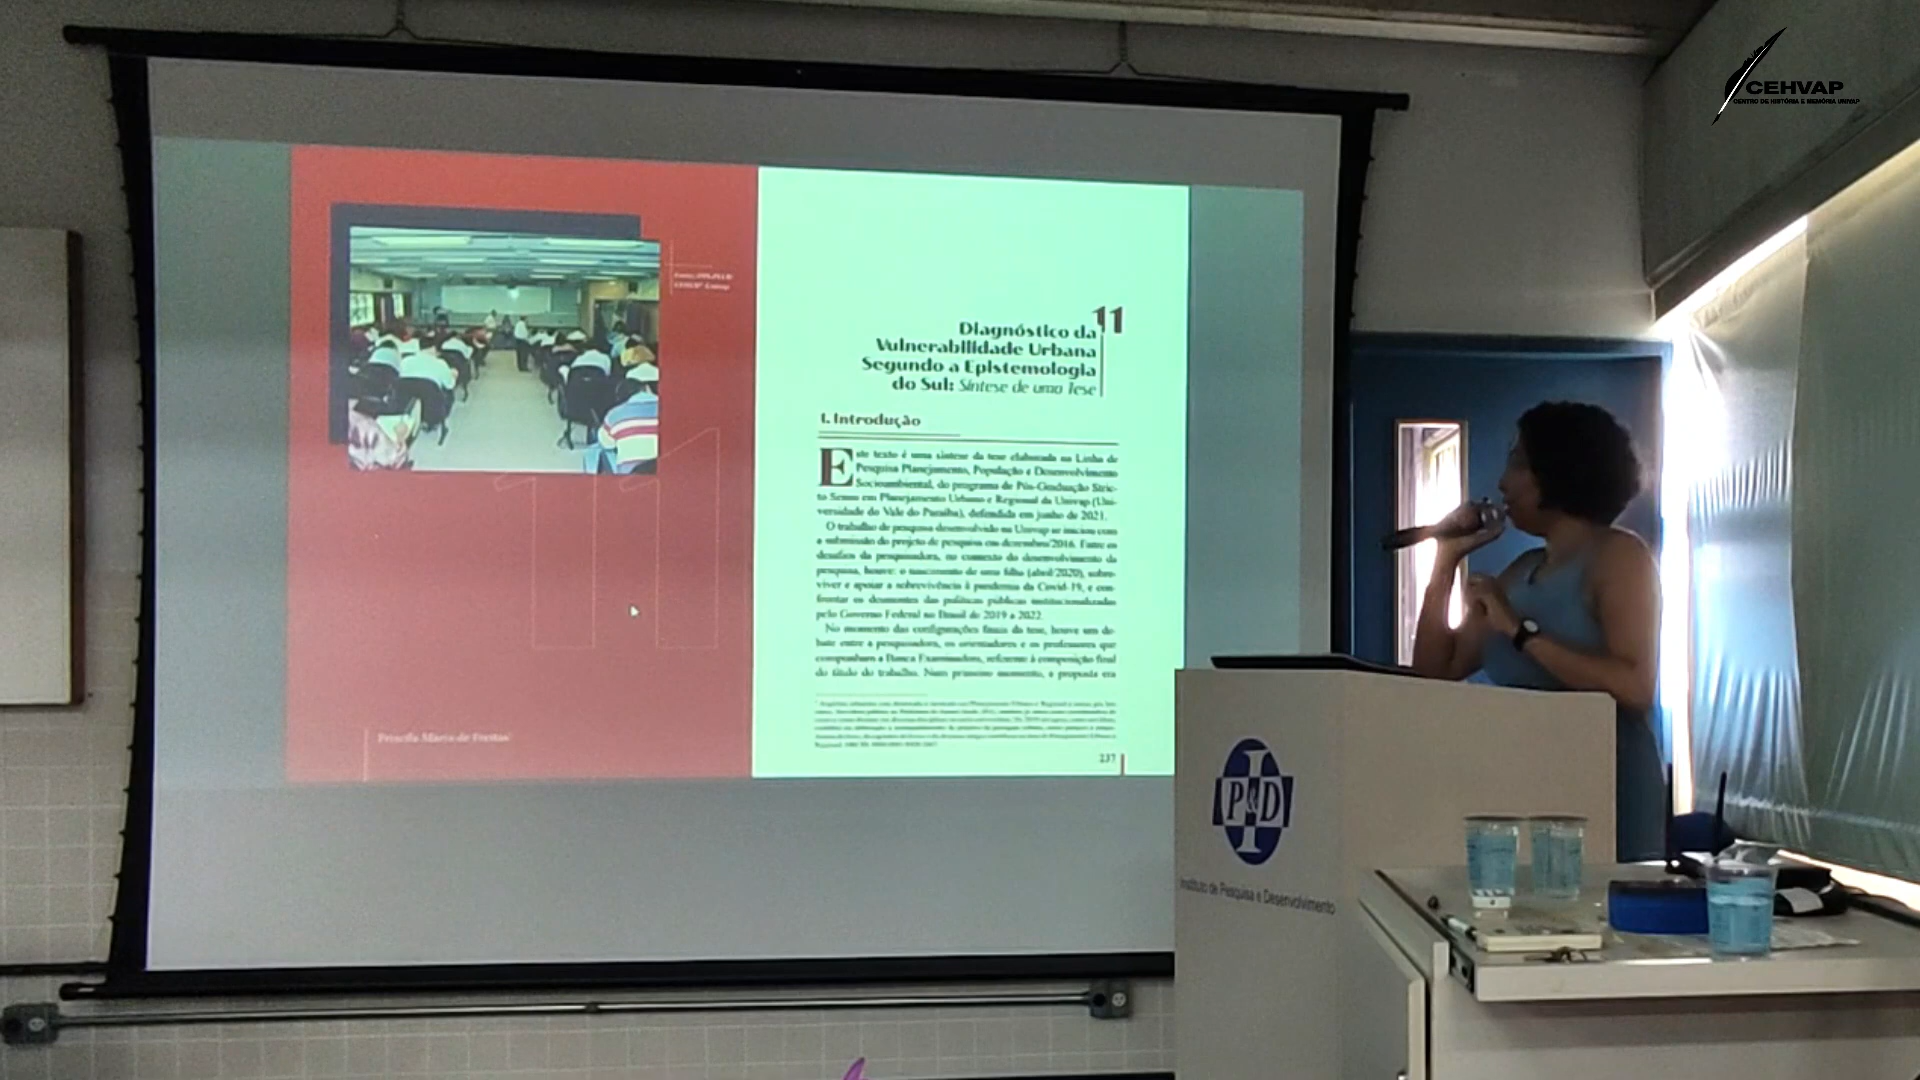 CEHVAP
CENTRO DE HISTÓRIA E MEMÓRIA UNIVAP
11
Diagnóstico da
Vulnerabilidade Urbana
Segundo a Epistemologia
do Sul: Síntese de uma Tese
1. Introdução
Este texto é uma síntese da tese elaborada na Linha de
Pesquisa Planejamento, População e Desenvolvimento
Socioambiental, do programa de Pós-Graduação Stric-
to Sensu em Planejamento Urbano e Regional da Univap (Uni-
versidade do Vale do Paraíba), defendida em junho de 2021.
O trabalho de pesquisa desenvolvido na Univap se iniciou com
a submissão do projeto de pesquisa em dezembro/2016. Entre os
desafios da pesquisadora, no contexto do desenvolvimento da
pesquisa, houve: o nascimento de uma filha (abril/2020), sobre-
viver e apoiar a sobrevivência à pandemia da Covid-19, e con-
frontar os desmontes das políticas públicas institucionalizadas
pelo Governo Federal no Brasil de 2019 a 2022.
No momento das configurações finais da tese, houve um de-
bate entre a pesquisadora, os orientadores e os professores que
compunham a Banca Examinadora, referente à composição final
do título do trabalho. Num primeiro momento, a proposta era
237
Priscila Maria de Freitas
P&D
Instituto de Pesquisa e Desenvolvimento